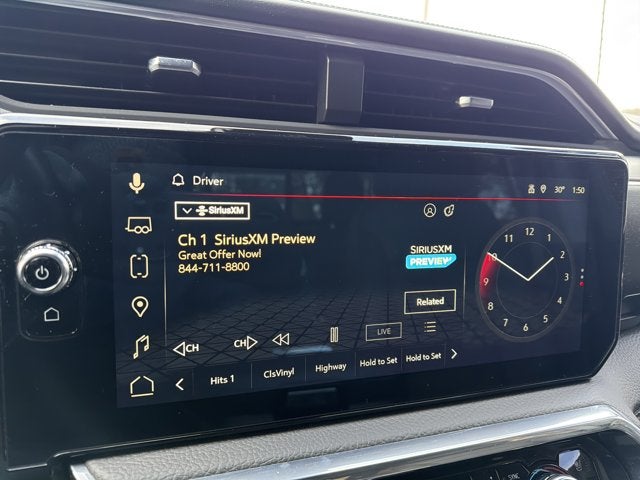 Driver
30° 1:50
SiriusXM
Ch 1 SiriusXM Preview
Great Offer Now!
844-711-8800
SIRIUSXM
PREVIEW
12
11 1
10 2
9 3
8 4
7 5
6
Related
CH CH LIVE
Hits 1 ClsVinyl Highway Hold to Set Hold to Set
SYNC